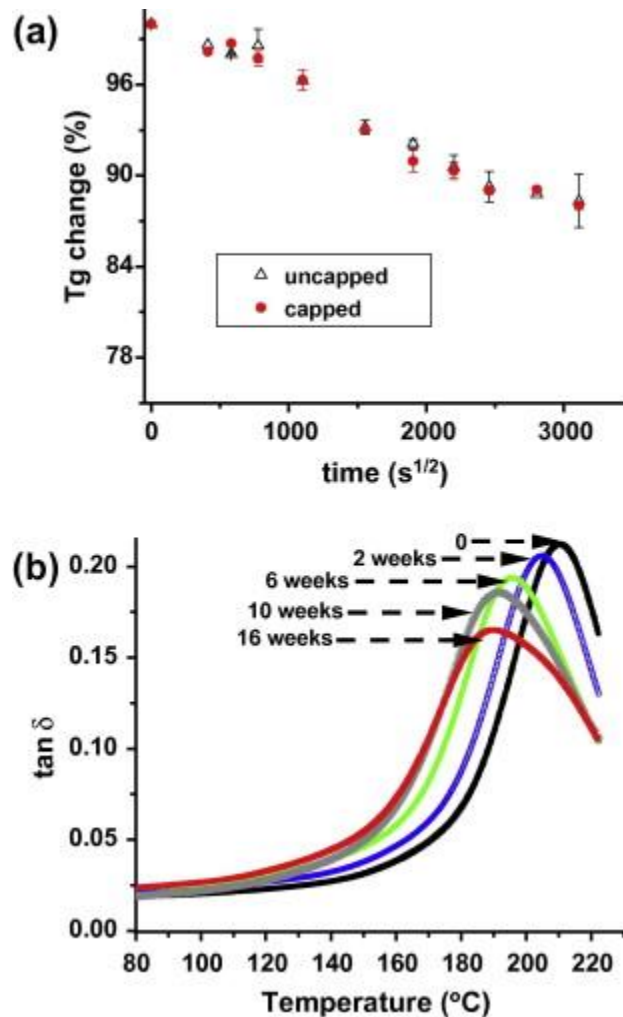 (a)
96
90
84
78
Tg change (%)
uncapped
capped
0 1000 2000 3000
time (s1/2)
(b)
0
2 weeks
6 weeks
10 weeks
16 weeks
0.20
0.15
0.10
0.05
0.00
tan δ
80 100 120 140 160 180 200 220
Temperature (oC)